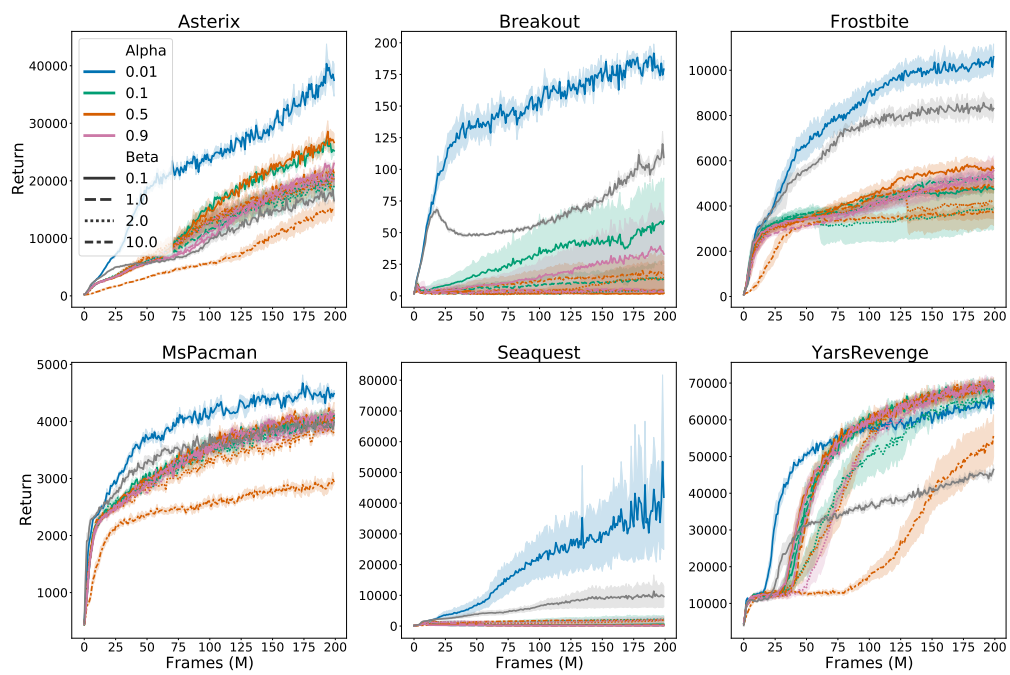 Asterix
Breakout
Frostbite
Alpha
0.01
0.1
0.5
0.9
Beta
0.1
1.0
2.0
10.0
Return
40000
30000
20000
10000
0
0 25 50 75 100 125 150 175 200
200
175
150
125
100
75
50
25
0
0 25 50 75 100 125 150 175 200
10000
8000
6000
4000
2000
0
0 25 50 75 100 125 150 175 200
MsPacman
Seaquest
YarsRevenge
Return
5000
4000
3000
2000
1000
0 25 50 75 100 125 150 175 200
Frames (M)
80000
70000
60000
50000
40000
30000
20000
10000
0
0 25 50 75 100 125 150 175 200
Frames (M)
70000
60000
50000
40000
30000
20000
10000
0 25 50 75 100 125 150 175 200
Frames (M)